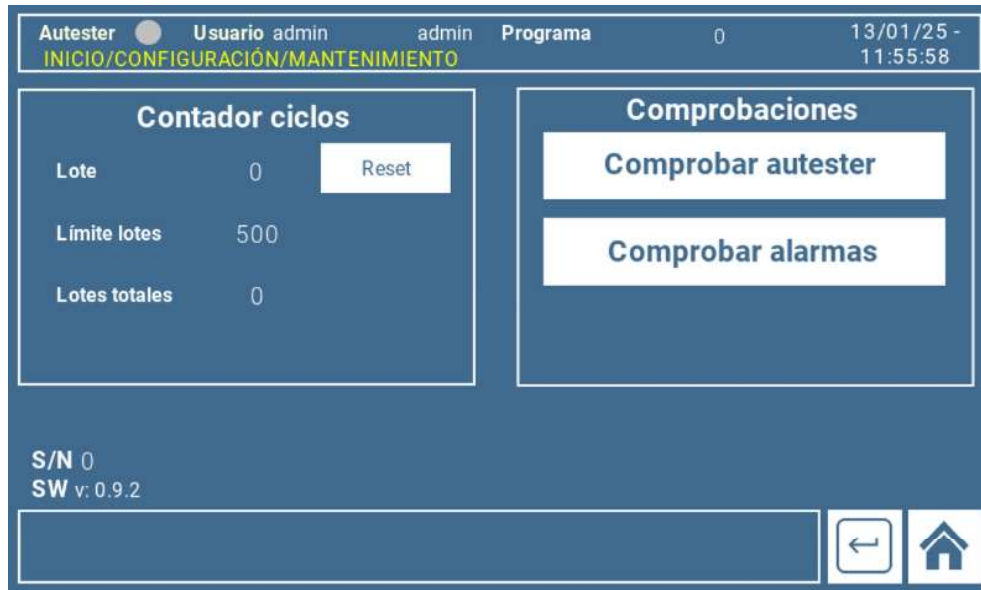 Autester Usuario admin admin Programa 0 13/01/25 -
INICIO/CONFIGURACIÓN/MANTENIMIENTO 11:55:58
Contador ciclos
Lote 0 Reset
Límite lotes 500
Lotes totales 0
Comprobaciones
Comprobar autester
Comprobar alarmas
S/N 0
SW v: 0.9.2